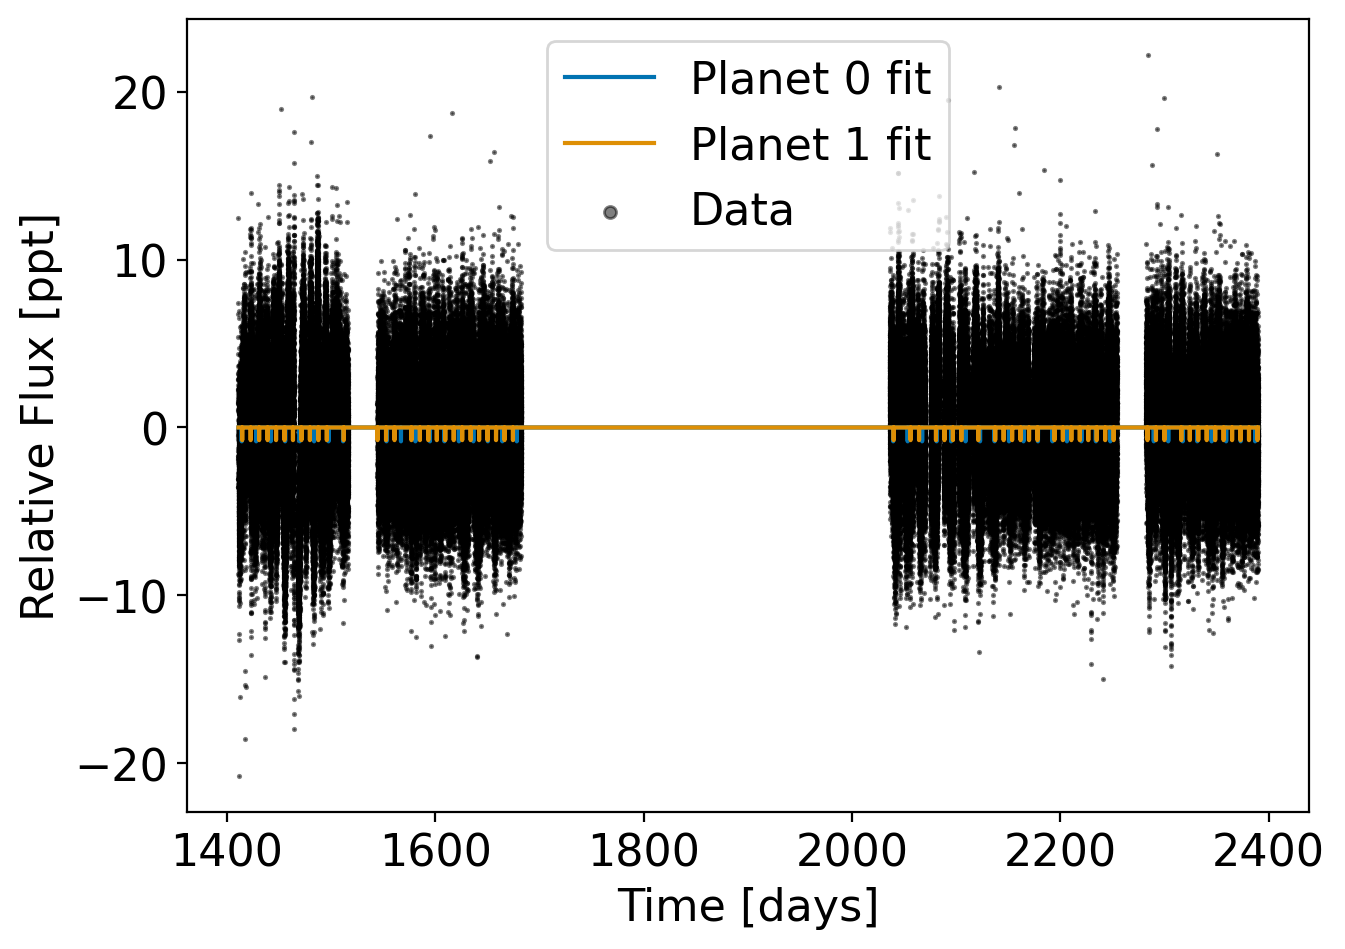 Relative Flux [ppt]
20
10
0
−10
−20
Planet 0 fit
Planet 1 fit
Data
1400 1600 1800 2000 2200 2400
Time [days]